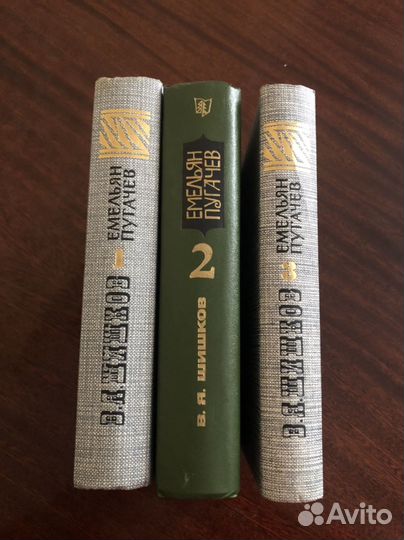 В.Я. ШИШКОВ
1
ЕМЕЛЬЯН
ПУГАЧЕВ
В. Я. ШИШКОВ
2
ЕМЕЛЬЯН
ПУГАЧЕВ
В.Я. ШИШКОВ
3
ЕМЕЛЬЯН
ПУГАЧЕВ
Avito